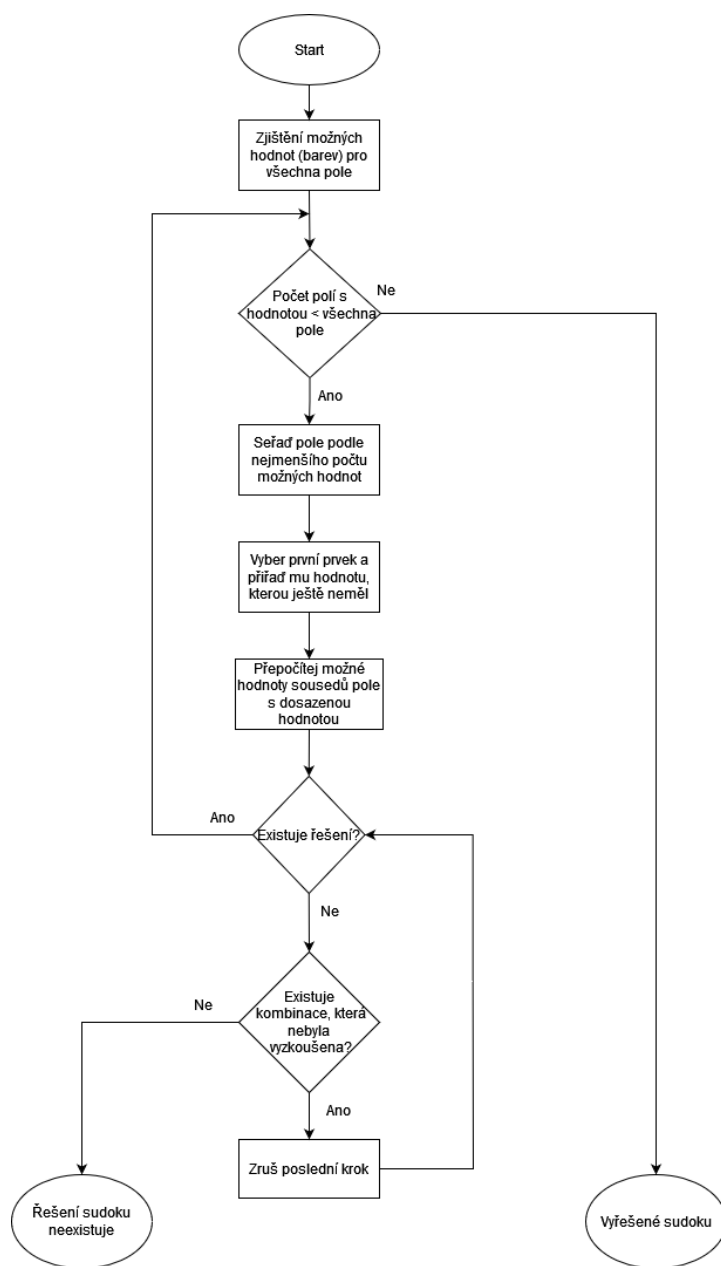 Start
Zjištění možných
hodnot (barev) pro
všechna pole
Počet polí s
hodnotou < všechna
pole
Ne
Ano
Seřaď pole podle
nejmenšího počtu
možných hodnot
Vyber první prvek a
přiřaď mu hodnotu,
kterou ještě neměl
Přepočítej možné
hodnoty sousedů pole
s dosazenou
hodnotou
Ano
Existuje řešení?
Ne
Ne
Existuje
kombinace, která
nebyla
vyzkoušena?
Ano
Zruš poslední krok
Řešení sudoku
neexistuje
Vyřešené sudoku